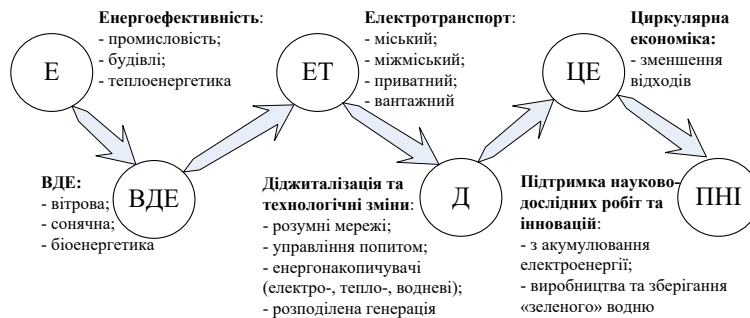 Енергоефективність:
- промисловість;
- будівлі;
- теплоенергетика
Е
Електротранспорт:
- міський;
- міжміський;
- приватний;
- вантажний
ЕТ
Циркулярна
економіка:
- зменшення
відходів
ЦЕ
ВДЕ:
- вітрова;
- сонячна;
- біоенергетика
ВДЕ
Діджиталізація та
технологічні зміни:
- розумні мережі;
- управління попитом;
- енергонакопичувачі
(електро-, тепло-, водневі);
- розподілена генерація
Д
Підтримка науково-
дослідних робіт та
інновацій:
- з акумулювання
електроенергії;
- виробництва та зберігання
«зеленого» водню
ПНІ